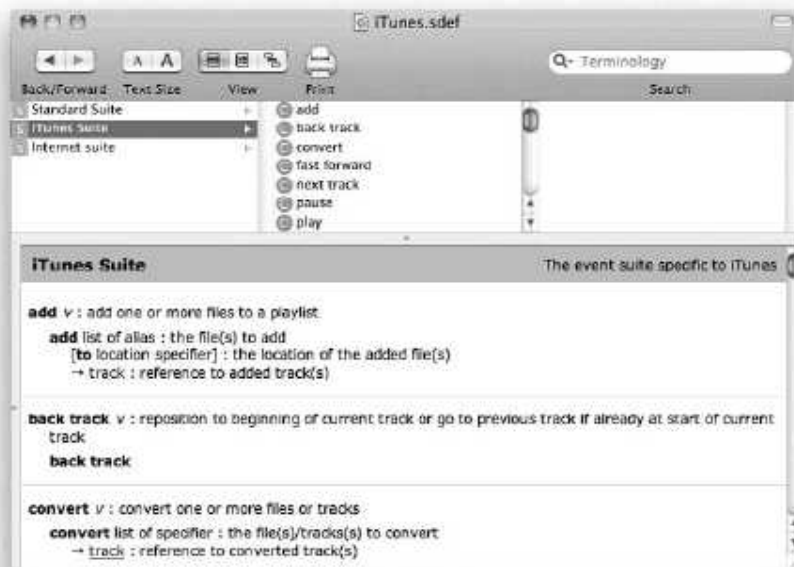 iTunes.sdef
A A
Q- Terminology
Back/Forward Text Size View Print Search
S Standard Suite
S iTunes Suite
S Internet suite
C add
C back track
C convert
C fast forward
C next track
C pause
C play
iTunes Suite The event suite specific to iTunes
add v : add one or more files to a playlist
add list of alias : the file(s) to add
[to location specifier] : the location of the added file(s)
→ track : reference to added track(s)
back track v : reposition to beginning of current track or go to previous track if already at start of current
track
back track
convert v : convert one or more files or tracks
convert list of specifier : the file(s)/tracks(s) to convert
→ track : reference to converted track(s)